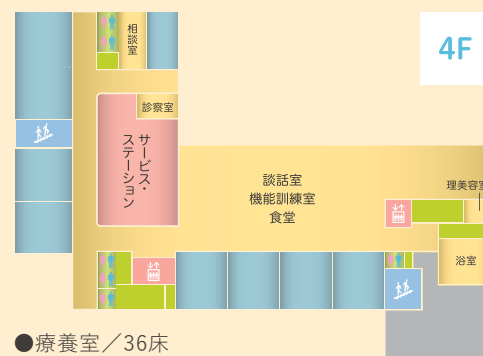 4F
相談室
診察室
サービス・
ステーション
談話室
機能訓練室
食堂
理美容室
浴室
●療養室／36床